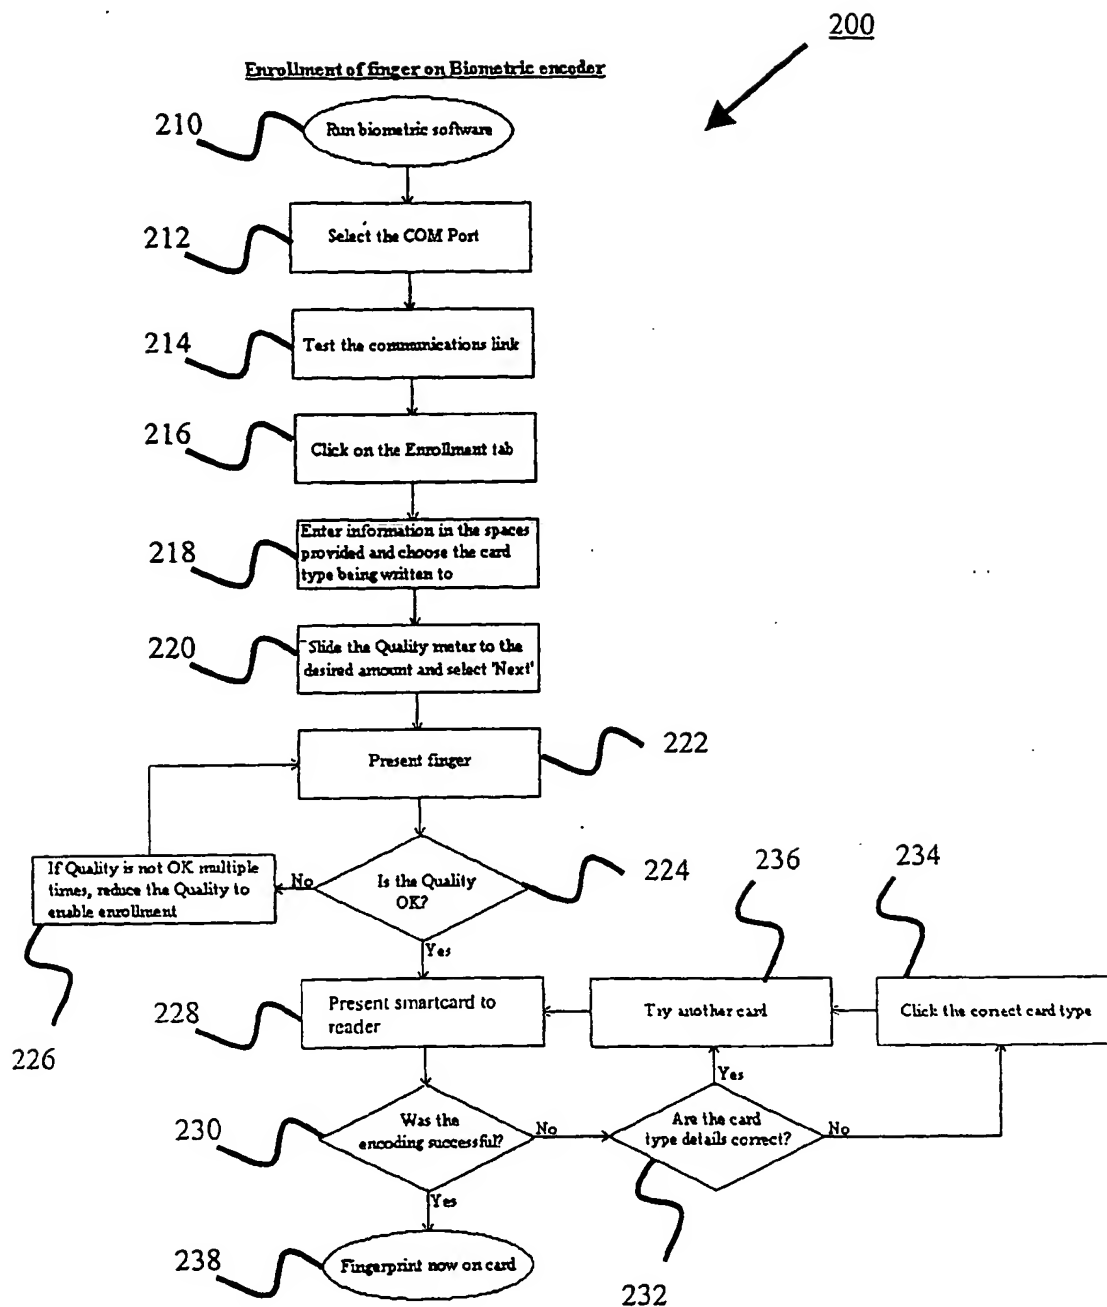 200
Enrollment of finger on Biometric encoder
210
Run biometric software
212
Select the COM Port
214
Test the communications link
216
Click on the Enrollment tab
218
Enter information in the spaces
provided and choose the card
type being written to
220
Slide the Quality meter to the
desired amount and select 'Next'
222
Present finger
If Quality is not OK multiple
times, reduce the Quality to
enable enrollment
No
Is the Quality
OK?
224
236
234
Yes
226
228
Present smartcard to
reader
Try another card
Click the correct card type
Yes
230
Was the
encoding successful?
No
Are the card
type details correct?
No
Yes
238
Fingerprint now on card
232